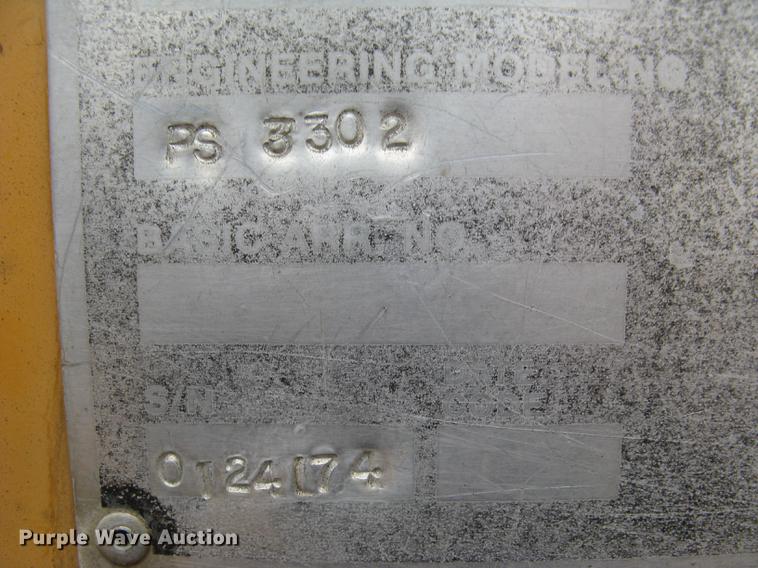 ENGINEERING MODEL NO.
PS 3302
BASIC ARR. NO.
S/N
DATE
CODE
0124174
Purple Wave Auction